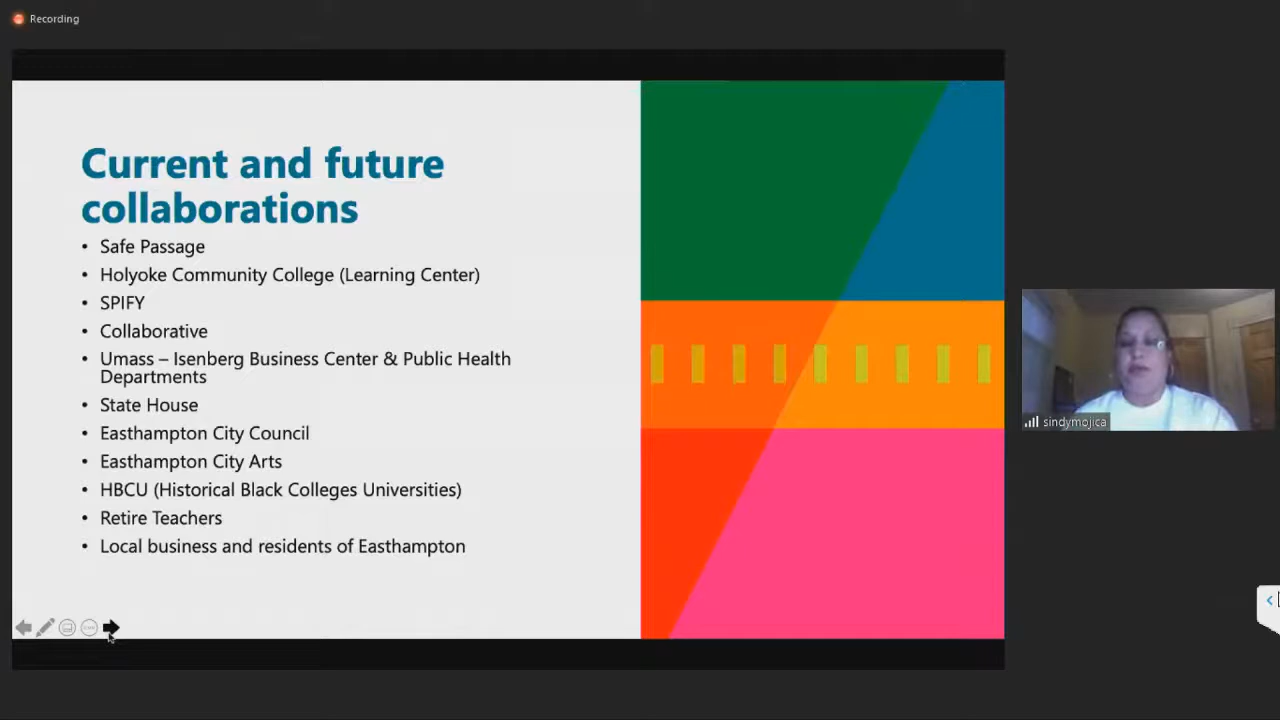 Recording
Current and future
collaborations
• Safe Passage
• Holyoke Community College (Learning Center)
• SPIFY
• Collaborative
• Umass – Isenberg Business Center & Public Health
Departments
• State House
• Easthampton City Council
• Easthampton City Arts
• HBCU (Historical Black Colleges Universities)
• Retire Teachers
• Local business and residents of Easthampton
sindymojica